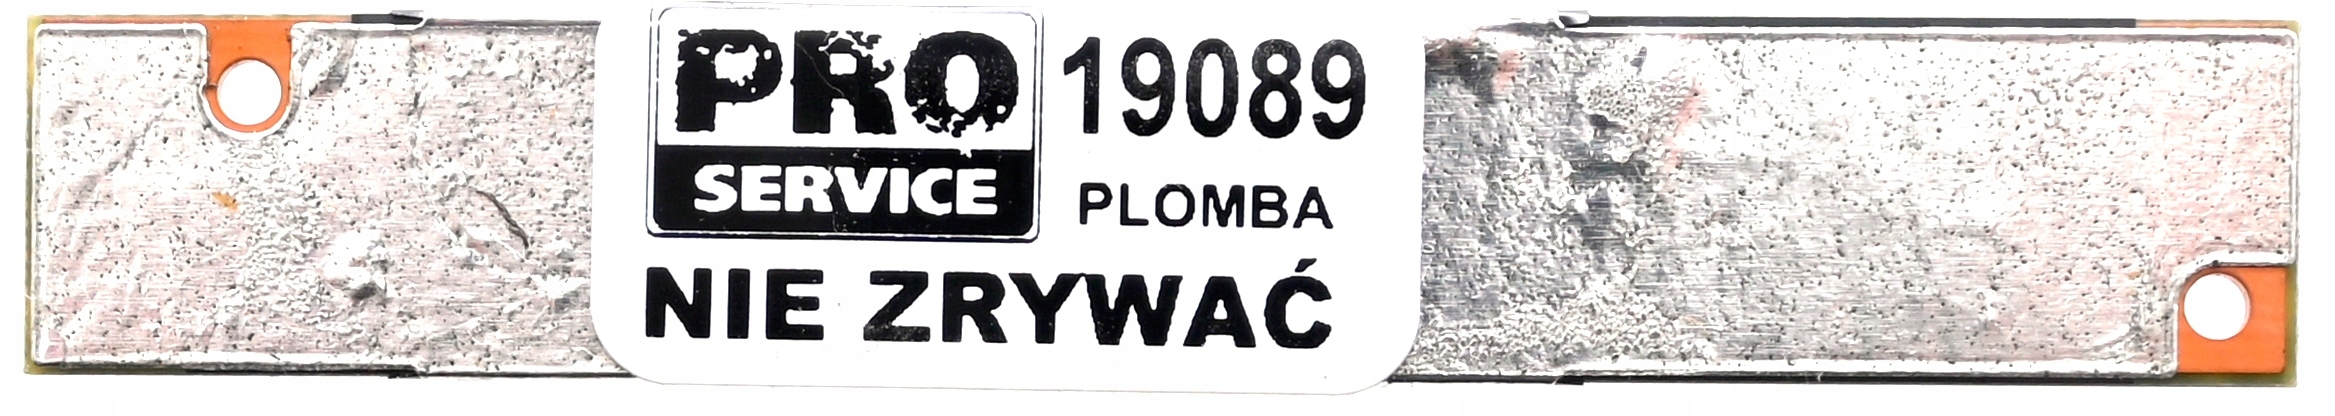 PRO
SERVICE
19089
PLOMBA
NIE ZRYWAĆ